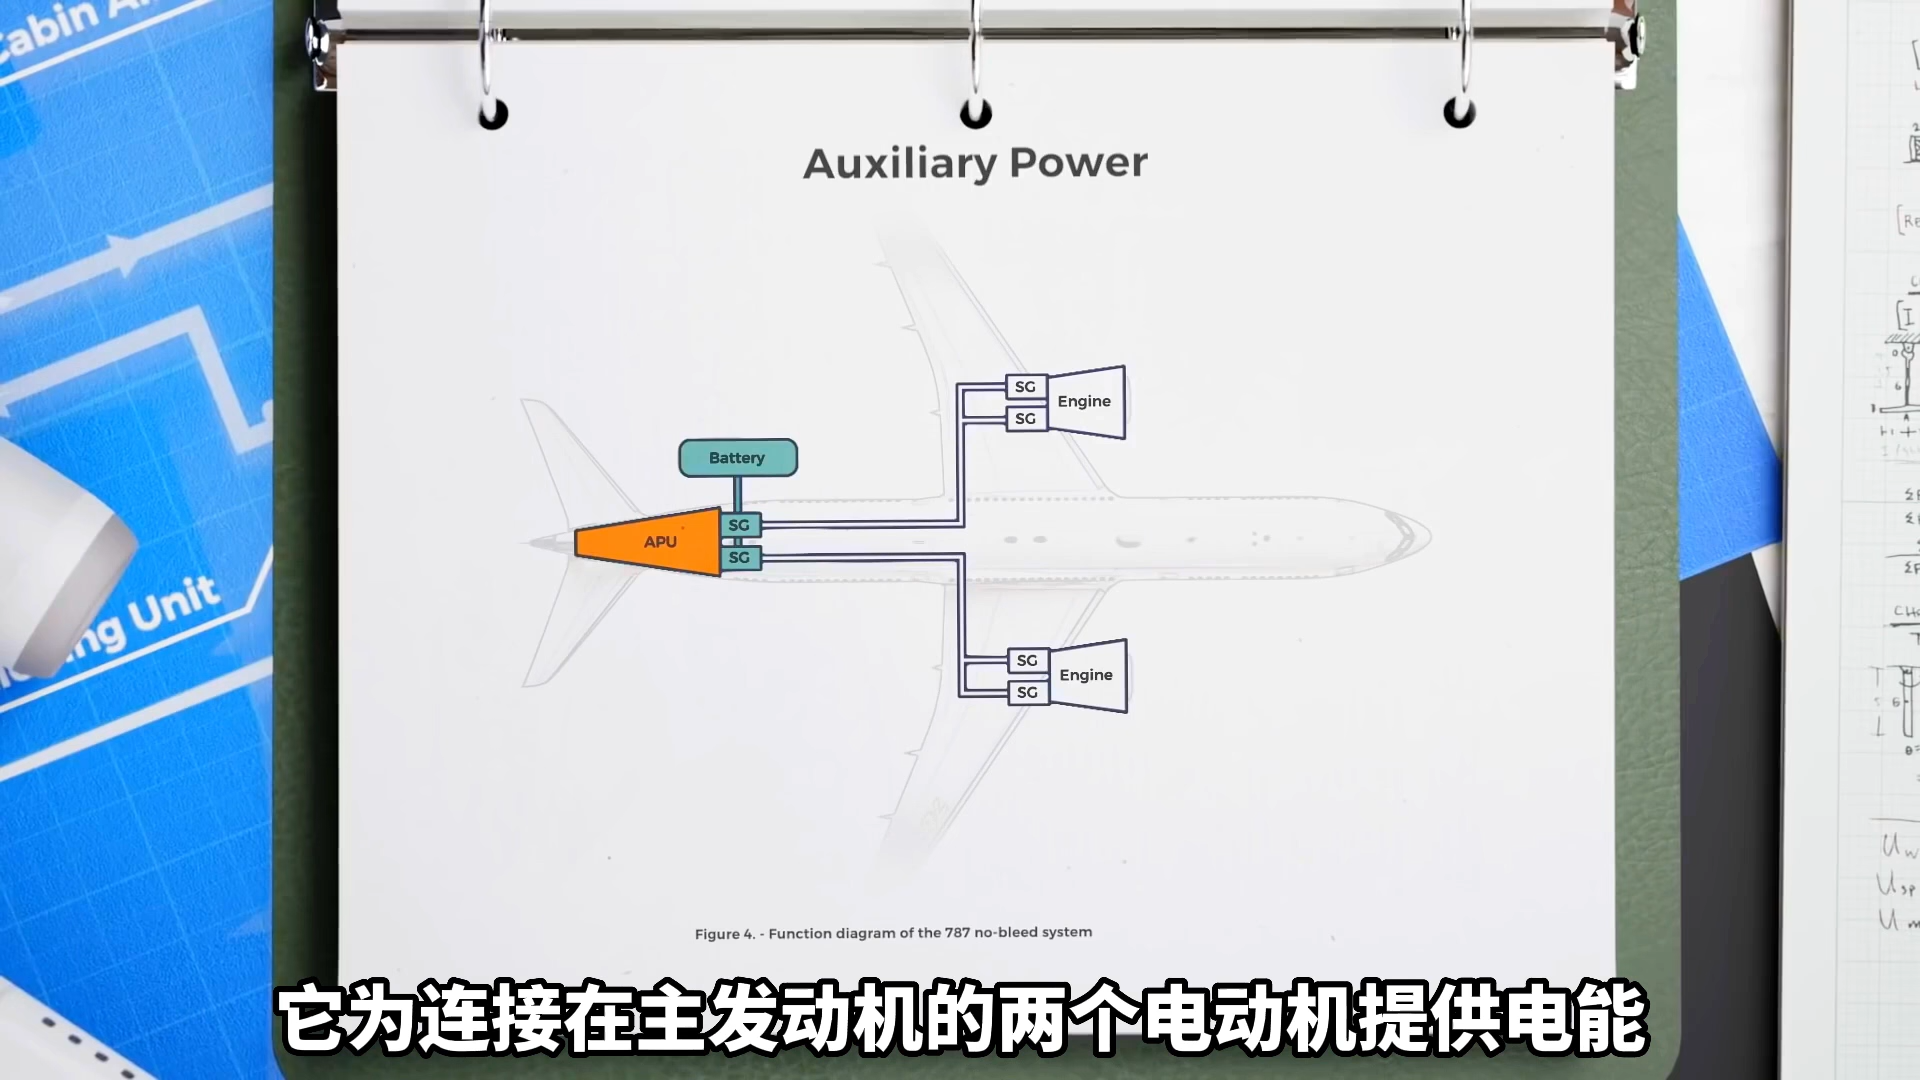 Cabin Ai
Auxiliary Power
SG
Engine
SG
Battery
SG
APU
SG
SG
Engine
SG
ng Unit
Figure 4. - Function diagram of the 787 no-bleed system
它为连接在主发动机的两个电动机提供电能